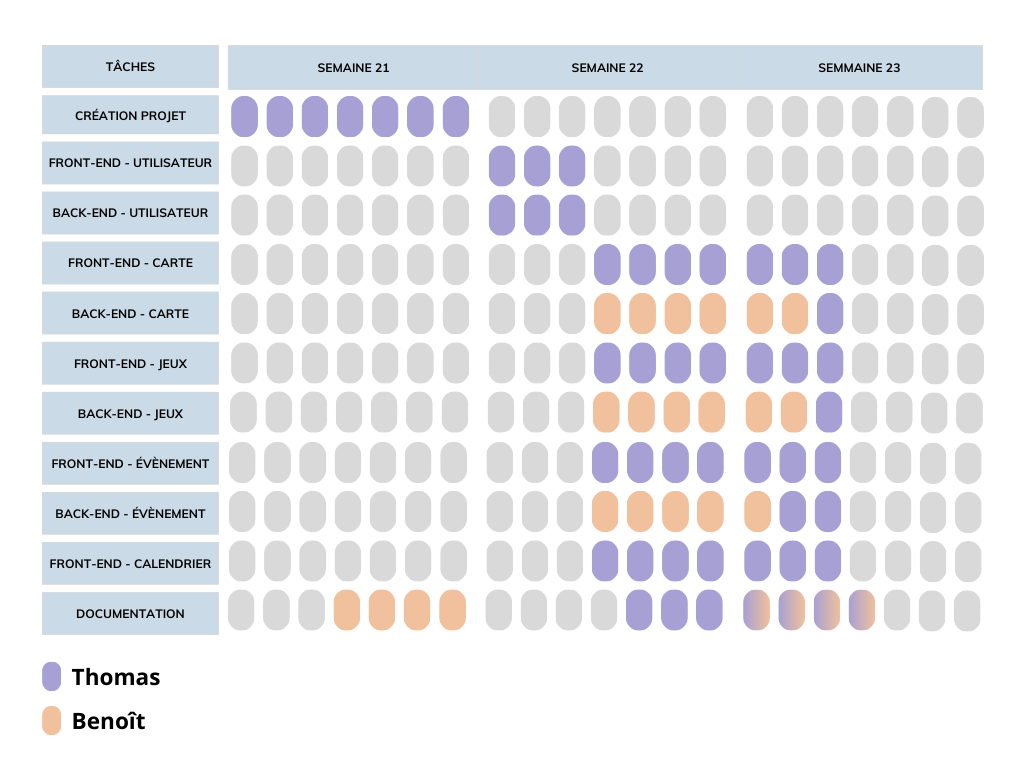 TÂCHES
SEMAINE 21
SEMAINE 22
SEMMAINE 23
CRÉATION PROJET
FRONT-END - UTILISATEUR
BACK-END - UTILISATEUR
FRONT-END - CARTE
BACK-END - CARTE
FRONT-END - JEUX
BACK-END - JEUX
FRONT-END - ÉVÈNEMENT
BACK-END - ÉVÈNEMENT
FRONT-END - CALENDRIER
DOCUMENTATION
Thomas
Benoît